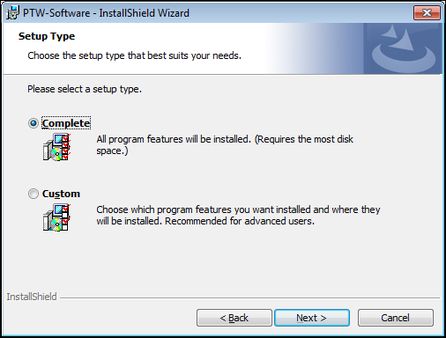 PTW-Software - InstallShield Wizard
Setup Type
Choose the setup type that best suits your needs.
Please select a setup type.
Complete
All program features will be installed. (Requires the most disk
space.)
Custom
Choose which program features you want installed and where they
will be installed. Recommended for advanced users.
InstallShield
< Back
Next >
Cancel